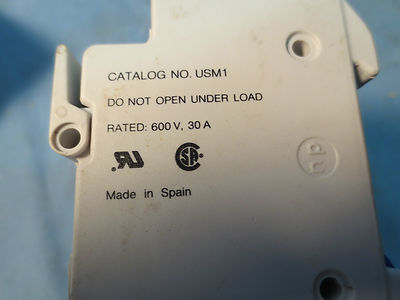 CATALOG NO. USM1
DO NOT OPEN UNDER LOAD
RATED: 600 V, 30 A
Made in Spain